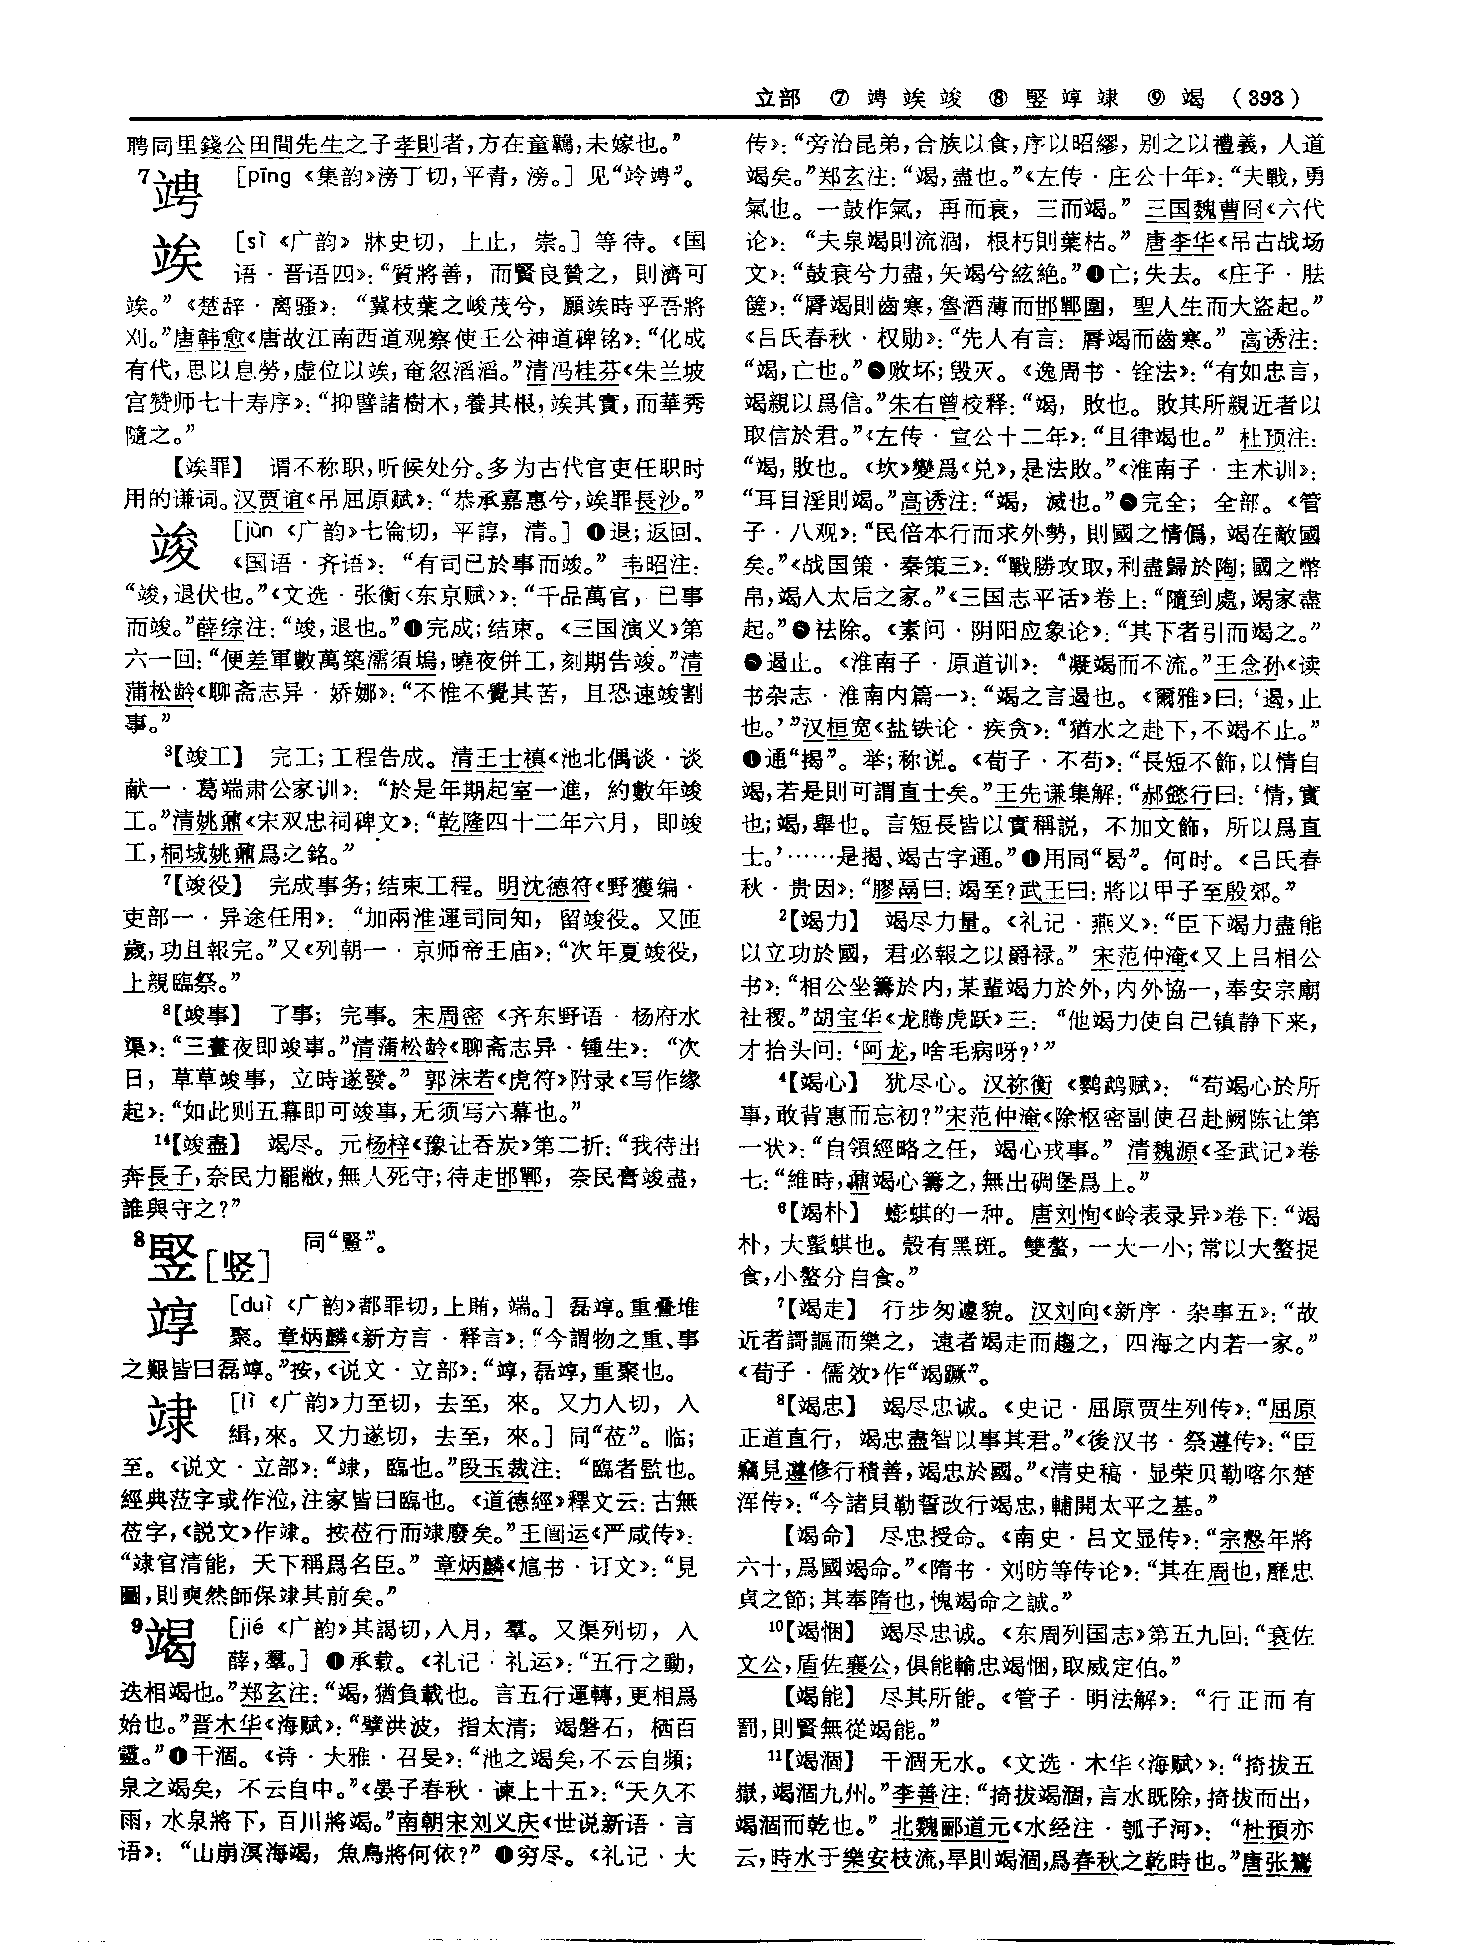 立部 ⑦ 竮 竢 竣 ⑧ 竪 㙂 竦 ⑨ 竭 (393)
聘同里錢公田間先生之子孝則者，方在童鸐，未嫁也。”
7竮 [pīng 《集韵》滂丁切，平青，滂。] 见“竛竮”。
竢 [sì 《广韵》牀史切，上止，崇。] 等待。《国
语·晋语四》：“質將善，而賢良贊之，則濟可
竢。”《楚辞·离骚》：“冀枝葉之峻茂兮，願竢時乎吾將
刈。”唐韩愈《唐故江南西道观察使王公神道碑铭》：“化成
有代，思以息勞，虚位以竢，奄忽滔滔。”清冯桂芬《朱兰坡
宫赞师七十寿序》：“抑譬諸樹木，養其根，竢其實，而華秀
隨之。”
【竢罪】 谓不称职，听候处分。多为古代官吏任职时
用的谦词。汉贾谊《吊屈原赋》：“恭承嘉惠兮，竢罪長沙。”
竣 [jùn 《广韵》七倫切，平諄，清。] ❶退；返回。
《国语·齐语》：“有司已於事而竣。” 韦昭注：
“竣，退伏也。”《文选·张衡〈东京赋〉》：“千品萬官，已事
而竣。”薛综注：“竣，退也。”❷完成；结束。《三国演义》第
六一回：“便差軍數萬築濡須塢，曉夜併工，刻期告竣。”清
蒲松龄《聊斋志异·娇娜》：“不惟不覺其苦，且恐速竣割
事。”
3【竣工】 完工；工程告成。清王士禛《池北偶谈·谈
献一·葛端肃公家训》：“於是年期起室一進，約數年竣
工。”清姚鼐《宋双忠祠碑文》：“乾隆四十二年六月，即竣
工，桐城姚鼐爲之銘。”
7【竣役】 完成事务；结束工程。明沈德符《野獲编·
吏部一·异途任用》：“加兩淮運司同知，留竣役。又匝
歲，功且報完。”又《列朝一·京师帝王庙》：“次年夏竣役，
上親臨祭。”
8【竣事】 了事；完事。宋周密《齐东野语·杨府水
渠》：“三晝夜即竣事。”清蒲松龄《聊斋志异·锺生》：“次
日，草草竣事，立時遂發。” 郭沫若《虎符》附录《写作缘
起》：“如此则五幕即可竣事，无须写六幕也。”
14【竣盡】 竭尽。元杨梓《豫让吞炭》第二折：“我待出
奔長子，奈民力罷敝，無人死守；待走邯鄲，奈民膏竣盡，
誰與守之？”
8竪[竖] 同“豎”。
[duì 《广韵》都罪切，上賄，端。] 磊竴。重叠堆
聚。章炳麟《新方言·释言》：“今謂物之重、事
之艱皆曰磊竴。”按，《说文·立部》：“竴，磊竴，重聚也。
[lì 《广韵》力至切，去至，來。又力入切，入
緝，來。又力遂切，去至，來。] 同“莅”。临；
至。《说文·立部》：“竦，臨也。”段玉裁注：“臨者監也。
經典莅字或作涖，注家皆曰臨也。《道德經》釋文云：古無
莅字，《説文》作竦。按莅行而竦廢矣。”王闿运《严咸传》：
“竦官清能，天下稱爲名臣。” 章炳麟《訄书·订文》：“見
圖，則奭然師保竦其前矣。”
9竭 [jié 《广韵》其謁切，入月，羣。又渠列切，入
薛，羣。] ❶承载。《礼记·礼运》：“五行之動，
迭相竭也。”郑玄注：“竭，猶負載也。言五行運轉，更相爲
始也。”晋木华《海赋》：“擘洪波，指太清；竭磐石，栖百
靈。”❷干涸。《诗·大雅·召旻》：“池之竭矣，不云自頻；
泉之竭矣，不云自中。”《晏子春秋·谏上十五》：“天久不
雨，水泉將下，百川將竭。”南朝宋刘义庆《世说新语·言
语》：“山崩溟海竭，魚鳥將何依？” ❸穷尽。《礼记·大
传》：“旁治昆弟，合族以食，序以昭繆，别之以禮義，人道
竭矣。”郑玄注：“竭，盡也。”《左传·庄公十年》：“夫戰，勇
氣也。一鼓作氣，再而衰，三而竭。” 三国魏曹冏《六代
论》：“夫泉竭則流涸，根朽則葉枯。” 唐李华《吊古战场
文》：“鼓衰兮力盡，矢竭兮絃絶。”❹亡；失去。《庄子·胠
箧》：“脣竭則齒寒，魯酒薄而邯鄲圍，聖人生而大盗起。”
《吕氏春秋·权勋》：“先人有言：脣竭而齒寒。” 高诱注：
“竭，亡也。”❺败坏；毁灭。《逸周书·铨法》：“有如忠言，
竭親以爲信。”朱右曾校释：“竭，敗也。敗其所親近者以
取信於君。”《左传·宣公十二年》：“且律竭也。” 杜预注：
“竭，敗也。《坎》變爲《兑》，是法敗。”《淮南子·主术训》：
“耳目淫則竭。”高诱注：“竭，滅也。”❻完全；全部。《管
子·八观》：“民倍本行而求外勢，則國之情僞，竭在敵國
矣。”《战国策·秦策三》：“戰勝攻取，利盡歸於陶；國之幣
帛，竭入太后之家。”《三国志平话》卷上：“隨到處，竭家盡
起。”❼祛除。《素问·阴阳应象论》：“其下者引而竭之。”
❽遏止。《淮南子·原道训》：“凝竭而不流。”王念孙《读
书杂志·淮南内篇一》：“竭之言遏也。《爾雅》曰：‘遏，止
也。’”汉桓宽《盐铁论·疾贪》：“猶水之赴下，不竭不止。”
❾通“揭”。举；称说。《荀子·不苟》：“長短不飾，以情自
竭，若是則可謂直士矣。”王先谦集解：“郝懿行曰：‘情，實
也；竭，舉也。言短長皆以實稱説，不加文飾，所以爲直
士。’……是揭、竭古字通。”❿用同“曷”。何时。《吕氏春
秋·贵因》：“膠鬲曰：竭至？武王曰：將以甲子至殷郊。”
2【竭力】 竭尽力量。《礼记·燕义》：“臣下竭力盡能
以立功於國，君必報之以爵禄。” 宋范仲淹《又上吕相公
书》：“相公坐籌於内，某輩竭力於外，内外協一，奉安宗廟
社稷。”胡宝华《龙腾虎跃》三：“他竭力使自己镇静下来，
才抬头问：‘阿龙，啥毛病呀？’”
4【竭心】 犹尽心。汉祢衡《鹦鹉赋》：“苟竭心於所
事，敢背惠而忘初？”宋范仲淹《除枢密副使召赴阙陈让第
一状》：“自領經略之任，竭心戎事。” 清魏源《圣武记》卷
七：“維時，鼐竭心籌之，無出碉堡爲上。”
6【竭朴】 蟛蜞的一种。唐刘恂《岭表录异》卷下：“竭
朴，大蟛蜞也。殻有黑斑。雙螯，一大一小；常以大螯捉
食，小螯分自食。”
7【竭走】 行步匆遽貌。汉刘向《新序·杂事五》：“故
近者謌謳而樂之，遠者竭走而趨之，四海之内若一家。”
《荀子·儒效》作“竭蹶”。
8【竭忠】 竭尽忠诚。《史记·屈原贾生列传》：“屈原
正道直行，竭忠盡智以事其君。”《後汉书·祭遵传》：“臣
竊見遵修行積善，竭忠於國。”《清史稿·显荣贝勒喀尔楚
浑传》：“今諸貝勒誓改行竭忠，輔開太平之基。”
【竭命】 尽忠授命。《南史·吕文显传》：“宗慤年將
六十，爲國竭命。”《隋书·刘昉等传论》：“其在周也，靡忠
貞之節；其奉隋也，愧竭命之誠。”
10【竭悃】 竭尽忠诚。《东周列国志》第五九回：“衰佐
文公，盾佐襄公，俱能輸忠竭悃，取威定伯。”
【竭能】 尽其所能。《管子·明法解》：“行正而有
罰，則賢無從竭能。”
11【竭涸】 干涸无水。《文选·木华〈海赋〉》：“掎拔五
嶽，竭涸九州。”李善注：“掎拔竭涸，言水既除，掎拔而出，
竭涸而乾也。” 北魏郦道元《水经注·瓠子河》：“杜預亦
云，時水于樂安枝流，旱則竭涸，爲春秋之乾時也。”唐张鷟